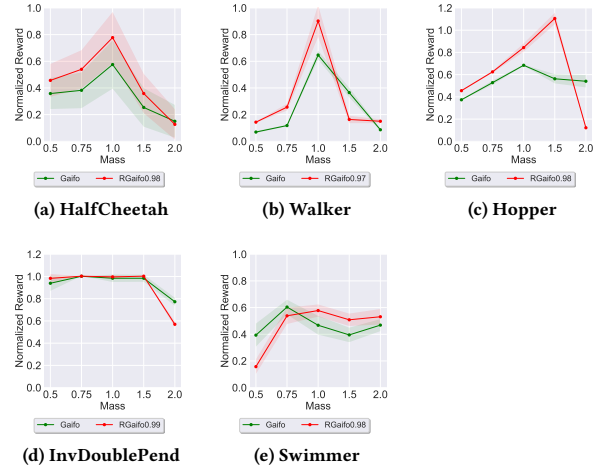 1.0
0.8
0.6
0.4
0.2
0.0
Normalized Reward
0.5 0.75 1.0 1.5 2.0
Mass
Gaifo RGaifo0.98
(a) HalfCheetah
1.0
0.8
0.6
0.4
0.2
0.0
Normalized Reward
0.5 0.75 1.0 1.5 2.0
Mass
Gaifo RGaifo0.97
(b) Walker
1.2
1.0
0.8
0.6
0.4
0.2
0.0
Normalized Reward
0.5 0.75 1.0 1.5 2.0
Mass
Gaifo RGaifo0.98
(c) Hopper
1.2
1.0
0.8
0.6
0.4
0.2
0.0
Normalized Reward
0.5 0.75 1.0 1.5 2.0
Mass
Gaifo RGaifo0.99
(d) InvDoublePend
1.0
0.8
0.6
0.4
0.2
0.0
Normalized Reward
0.5 0.75 1.0 1.5 2.0
Mass
Gaifo RGaifo0.98
(e) Swimmer